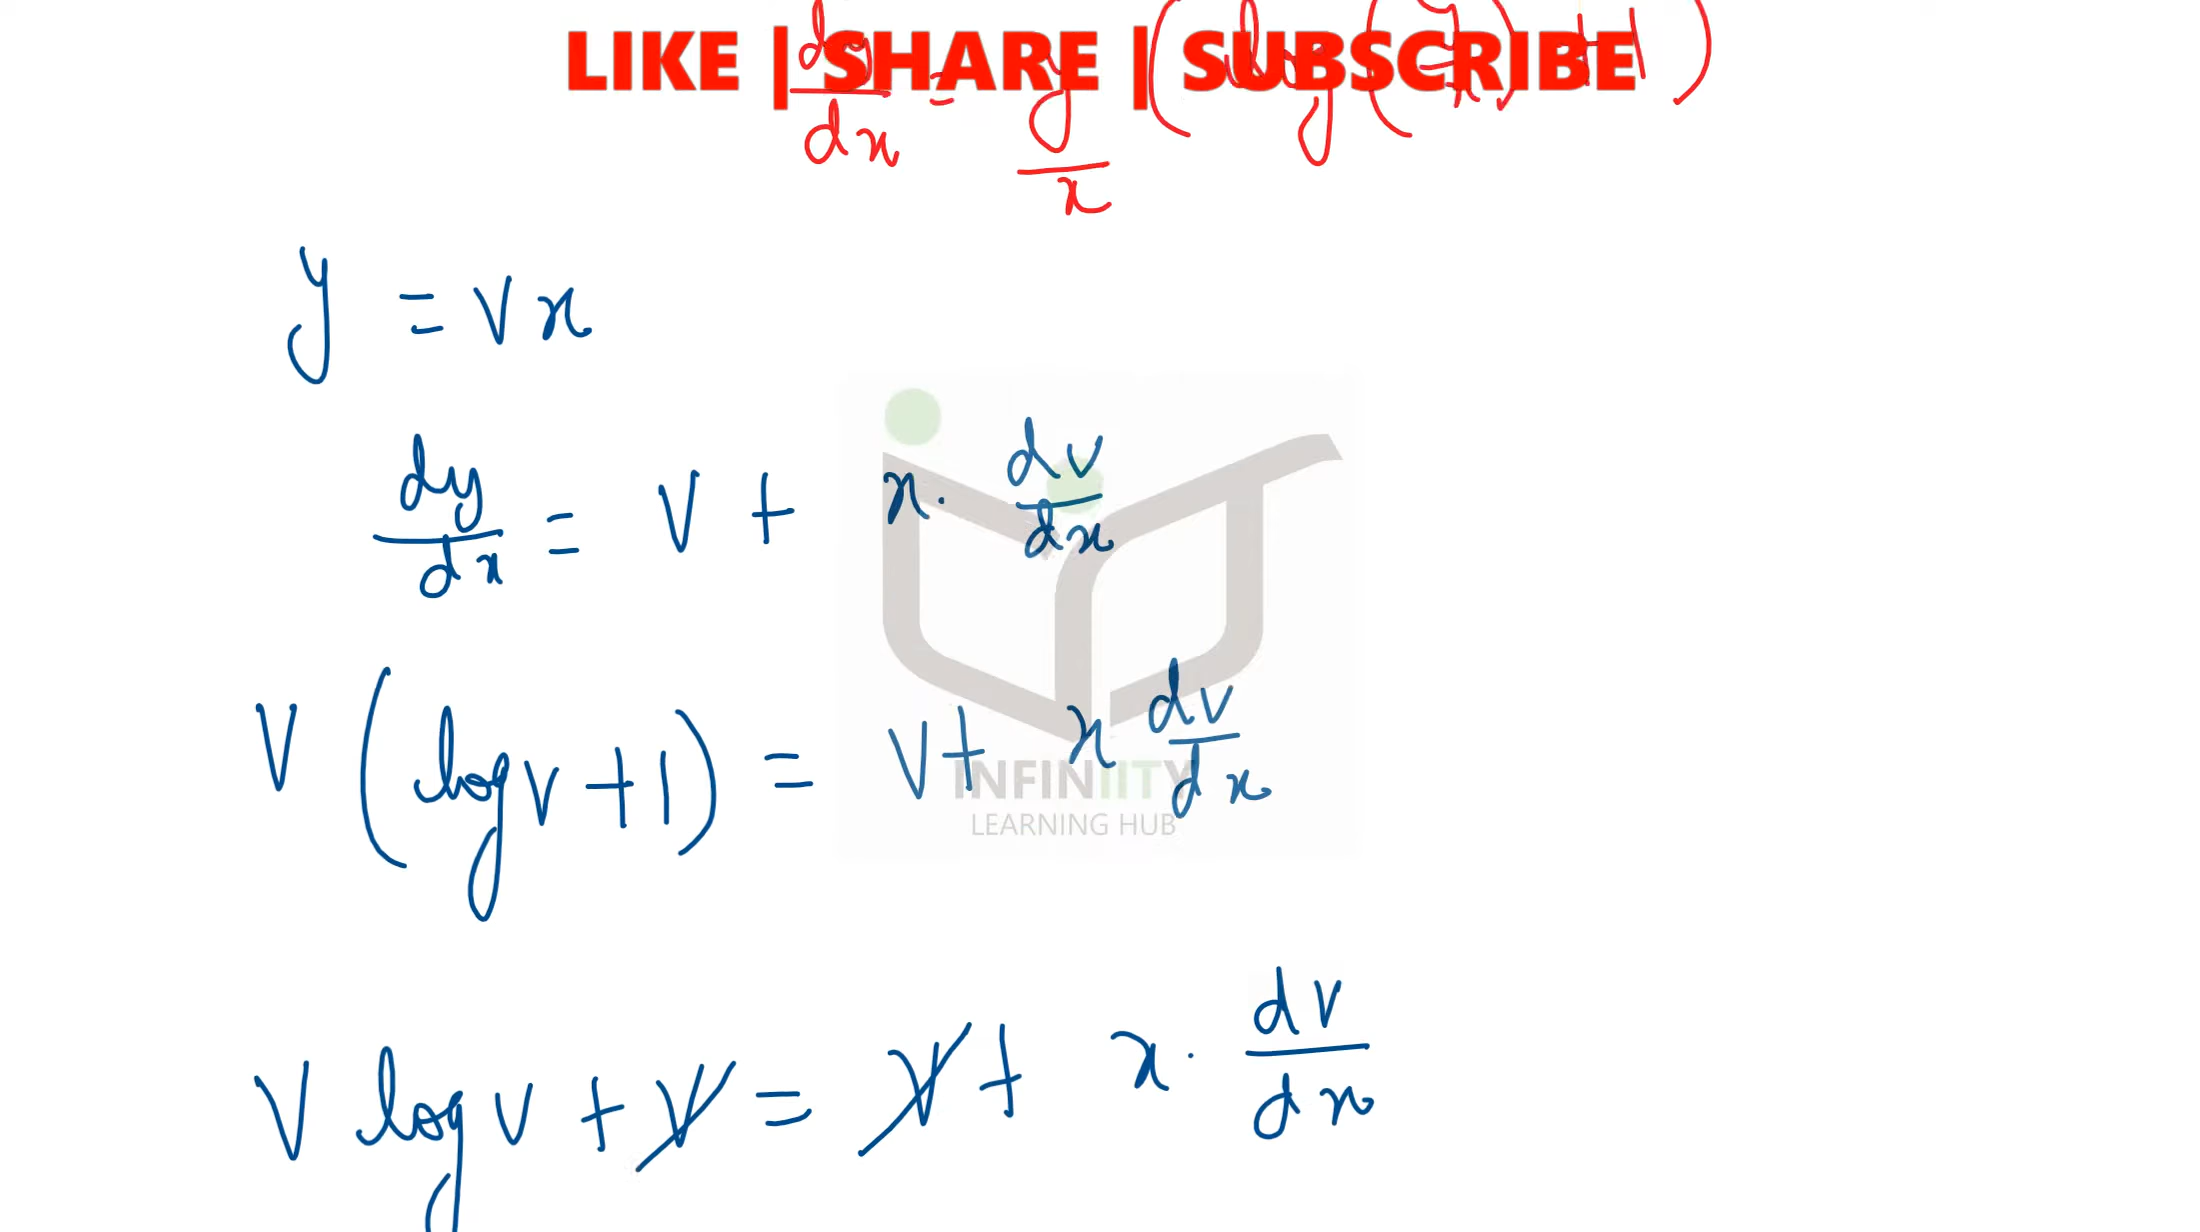 LIKE | SHARE | SUBSCRIBE
dy/dx = y/x (log(y/x) + 1)
y = vx
dy/dx = v + x · dv/dx
v (log v + 1) = v + x dv/dx
INFINIITY
LEARNING HUB
v log v + v = v + x · dv/dx